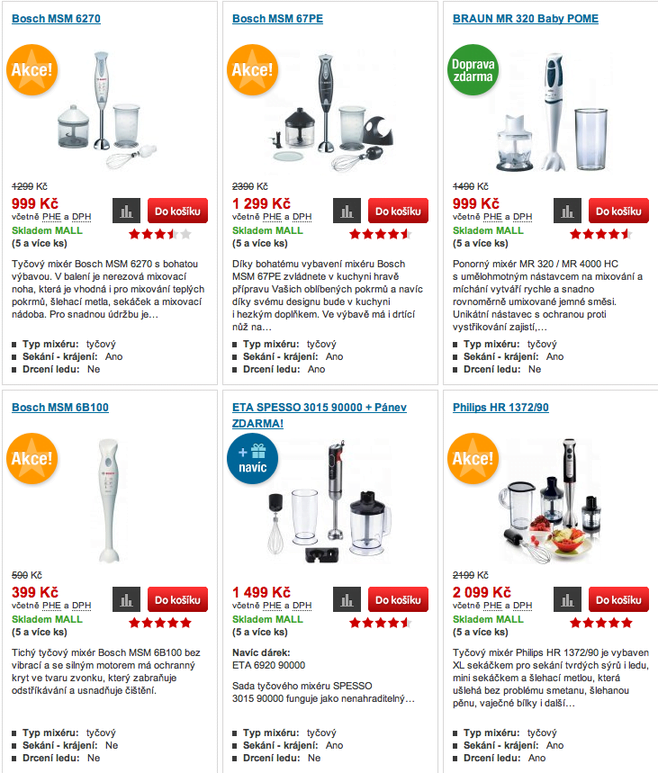 Bosch MSM 6270
Akce!
1299 Kč
999 Kč
včetně PHE a DPH
Do košíku
Skladem MALL
(5 a více ks)
Tyčový mixér Bosch MSM 6270 s bohatou
výbavou. V balení je nerezová mixovací
noha, která je vhodná i pro mixování teplých
pokrmů, šlehací metla, sekáček a mixovací
nádoba. Pro snadnou údržbu je…
Typ mixéru: tyčový
Sekání - krájení: Ano
Drcení ledu: Ne
Bosch MSM 67PE
Akce!
2390 Kč
1 299 Kč
včetně PHE a DPH
Do košíku
Skladem MALL
(5 a více ks)
Díky bohatému vybavení mixéru Bosch
MSM 67PE zvládnete v kuchyni hravě
přípravu Vašich oblíbených pokrmů a navíc
díky svému designu bude v kuchyni
i hezkým doplňkem. Ve výbavě má i drtící
nůž na…
Typ mixéru: tyčový
Sekání - krájení: Ano
Drcení ledu: Ano
BRAUN MR 320 Baby POME
Doprava
zdarma
1490 Kč
999 Kč
včetně PHE a DPH
Do košíku
Skladem MALL
(5 a více ks)
Ponorný mixér MR 320 / MR 4000 HC
s umělohmotným nástavcem na mixování a
míchání vytváří rychle a snadno
rovnoměrně umixované jemné směsi.
Unikátní nástavec s ochranou proti
vystřikování zajistí,…
Typ mixéru: tyčový
Sekání - krájení: Ano
Drcení ledu: Ne
Bosch MSM 6B100
Akce!
590 Kč
399 Kč
včetně PHE a DPH
Do košíku
Skladem MALL
(5 a více ks)
Tichý tyčový mixér Bosch MSM 6B100 bez
vibrací a se silným motorem má ochranný
kryt ve tvaru zvonku, který zabraňuje
odstřikávání a usnadňuje čištění.
Typ mixéru: tyčový
Sekání - krájení: Ne
Drcení ledu: Ne
ETA SPESSO 3015 90000 + Pánev
ZDARMA!
+
navíc
1 499 Kč
včetně PHE a DPH
Do košíku
Skladem MALL
(5 a více ks)
Navíc dárek:
ETA 6920 90000
Sada tyčového mixéru SPESSO
3015 90000 funguje jako nenahraditelný…
Typ mixéru: tyčový
Sekání - krájení: Ano
Drcení ledu: Ne
Philips HR 1372/90
Akce!
2199 Kč
2 099 Kč
včetně PHE a DPH
Do košíku
Skladem MALL
(5 a více ks)
Tyčový mixér Philips HR 1372/90 je vybaven
XL sekáčkem pro sekání tvrdých sýrů i ledu,
mini sekáčkem a šlehací metlou, která
ušlehá bez problému smetanu, šlehanou
pěnu, vaječné bílky i další…
Typ mixéru: tyčový
Sekání - krájení: Ano
Drcení ledu: Ano